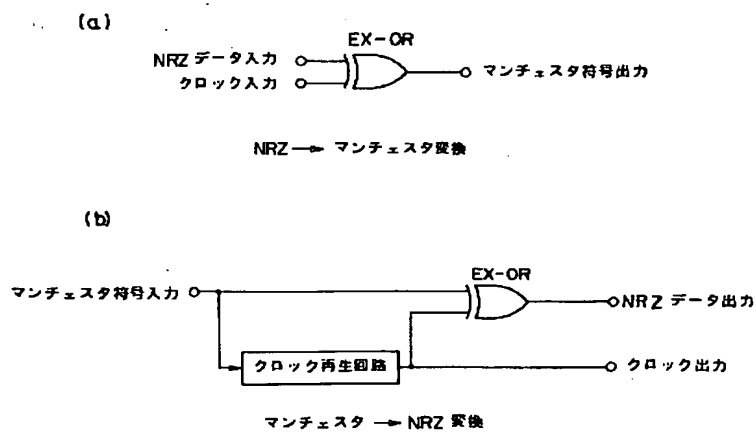 (a)
EX-OR
NRZ データ入力
クロック入力
マンチェスタ符号出力
NRZ → マンチェスタ変換
(b)
EX-OR
マンチェスタ符号入力
NRZ データ出力
クロック再生回路
クロック出力
マンチェスタ → NRZ 変換